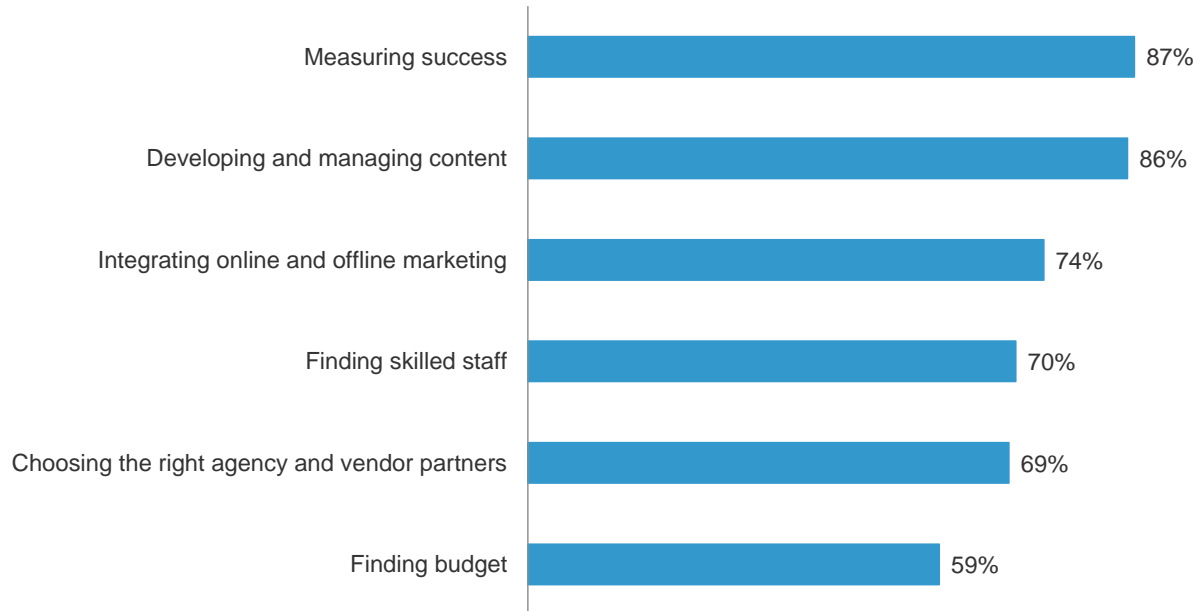 Measuring success 87%
Developing and managing content 86%
Integrating online and offline marketing 74%
Finding skilled staff 70%
Choosing the right agency and vendor partners 69%
Finding budget 59%